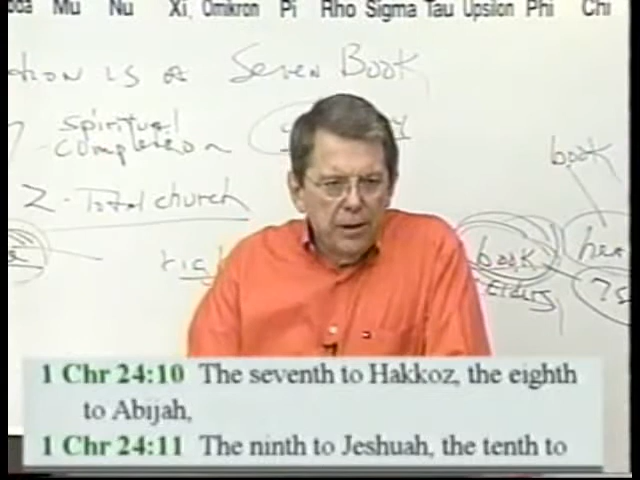 Mu Nu Xi Omikron Pi Rho Sigma Tau Upsilon Phi Chi
is a Seven Book
spiritual
completion
book
2 - Total church
book
1 Chr 24:10 The seventh to Hakkoz, the eighth
to Abijah,
1 Chr 24:11 The ninth to Jeshuah, the tenth to